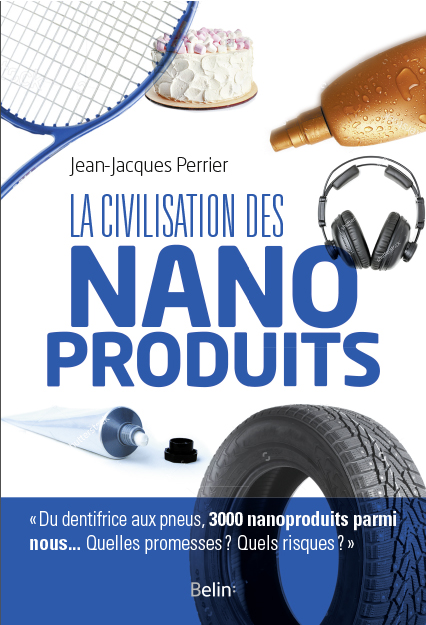 Jean-Jacques Perrier
LA CIVILISATION DES
NANO
PRODUITS
« Du dentifrice aux pneus, 3000 nanoproduits parmi
nous... Quelles promesses ? Quels risques ? »
Belin: